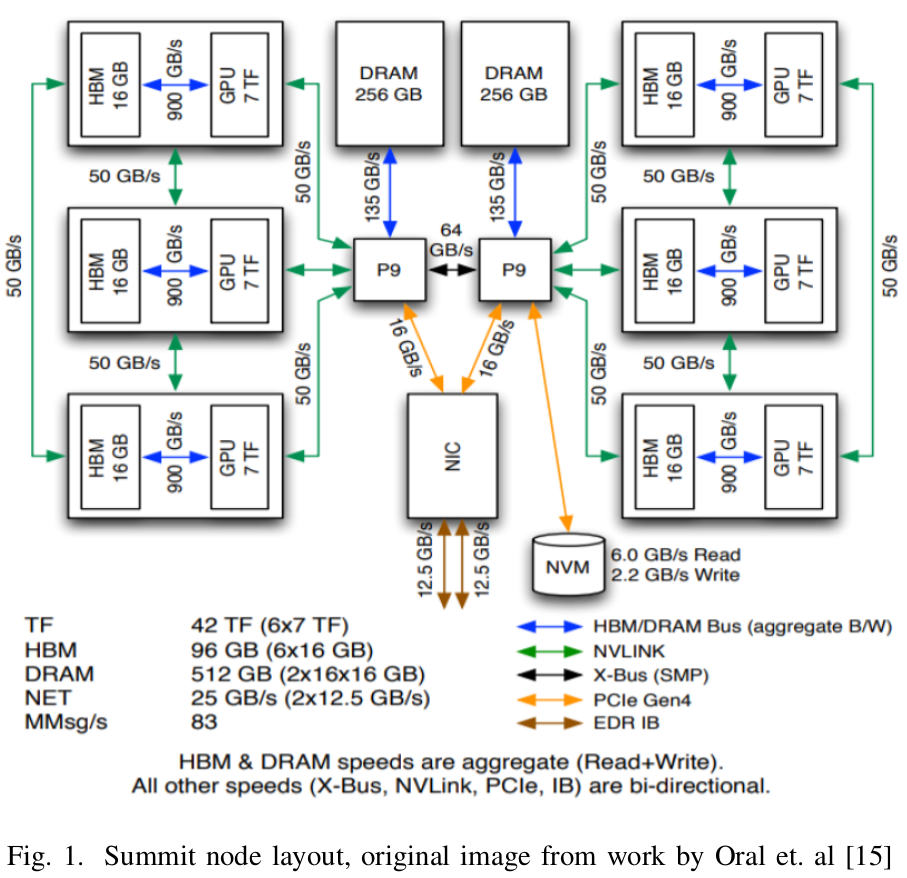 HBM
16 GB
900 GB/s
GPU
7 TF
DRAM
256 GB
DRAM
256 GB
HBM
16 GB
900 GB/s
GPU
7 TF
50 GB/s
50 GB/s
135 GB/s
135 GB/s
50 GB/s
50 GB/s
50 GB/s
HBM
16 GB
900 GB/s
GPU
7 TF
P9
64
GB/s
P9
HBM
16 GB
900 GB/s
GPU
7 TF
50 GB/s
50 GB/s
50 GB/s
16 GB/s
16 GB/s
50 GB/s
50 GB/s
HBM
16 GB
900 GB/s
GPU
7 TF
NIC
HBM
16 GB
900 GB/s
GPU
7 TF
12.5 GB/s
12.5 GB/s
NVM
6.0 GB/s Read
2.2 GB/s Write
TF 42 TF (6x7 TF)
HBM 96 GB (6x16 GB)
DRAM 512 GB (2x16x16 GB)
NET 25 GB/s (2x12.5 GB/s)
MMsg/s 83
HBM/DRAM Bus (aggregate B/W)
NVLINK
X-Bus (SMP)
PCIe Gen4
EDR IB
HBM & DRAM speeds are aggregate (Read+Write).
All other speeds (X-Bus, NVLink, PCIe, IB) are bi-directional.
Fig. 1. Summit node layout, original image from work by Oral et. al [15]